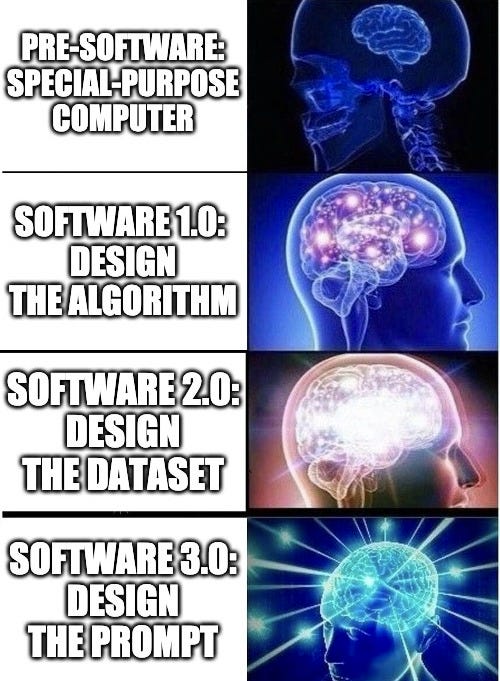 PRE-SOFTWARE:
SPECIAL-PURPOSE
COMPUTER
SOFTWARE 1.0:
DESIGN
THE ALGORITHM
SOFTWARE 2.0:
DESIGN
THE DATASET
SOFTWARE 3.0:
DESIGN
THE PROMPT